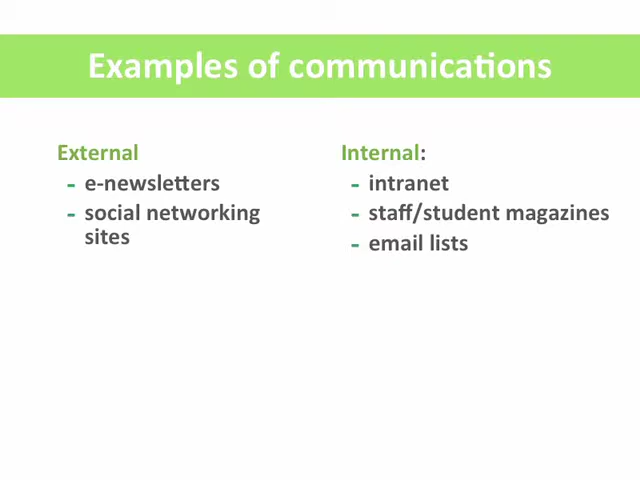 Examples of communications
External
- e-newsletters
- social networking
sites
Internal:
- intranet
- staff/student magazines
- email lists